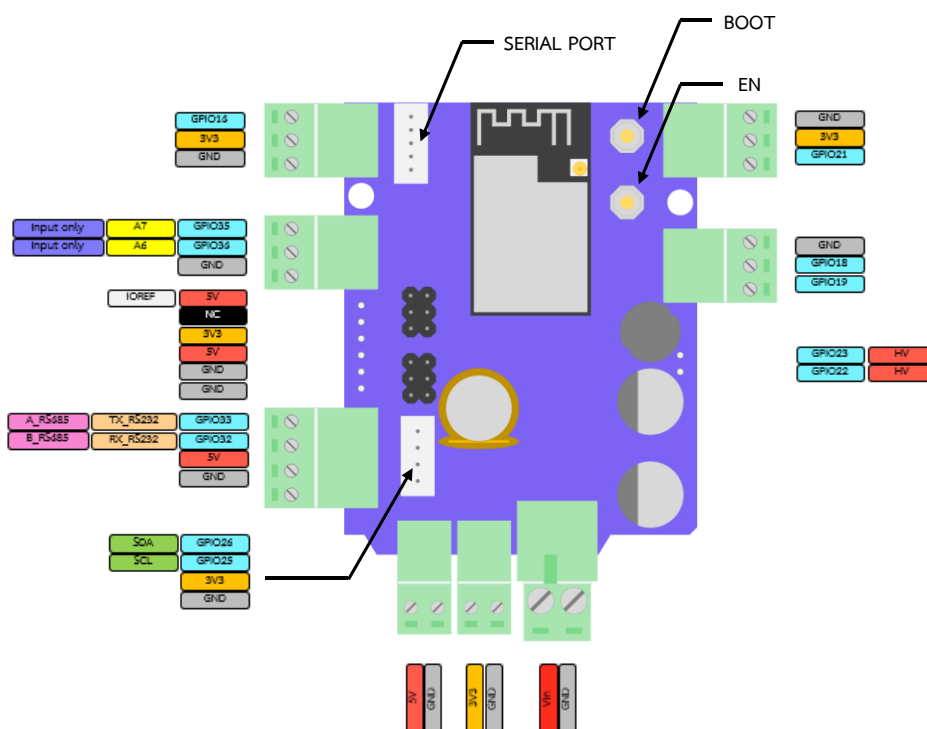 BOOT
SERIAL PORT
EN
GPIO16
3V3
GND
GND
3V3
GPIO21
Input only A7 GPIO35
Input only A6 GPIO36
GND
GND
GPIO18
GPIO19
IOREF 5V
NC
3V3
5V
GND
GND
GPIO23 HV
GPIO22 HV
A_RS485 TX_RS232 GPIO33
B_RS485 RX_RS232 GPIO32
5V
GND
SDA GPIO26
SCL GPIO25
3V3
GND
5V GND 3V3 GND Vin GND